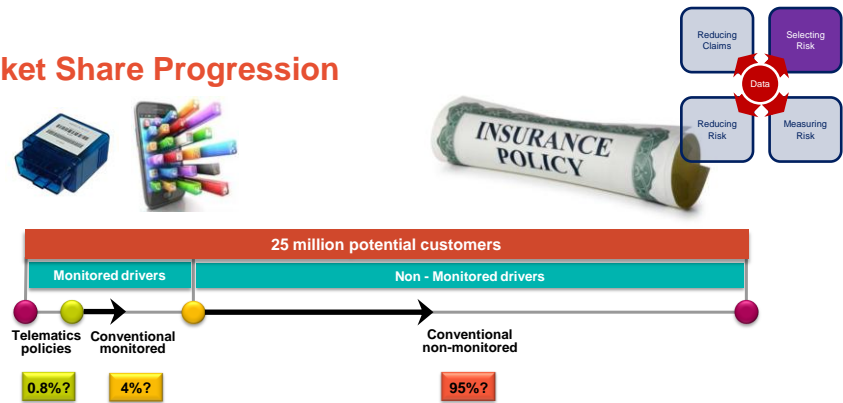 ket Share Progression
Reducing
Claims
Selecting
Risk
Data
Reducing
Risk
Measuring
Risk
INSURANCE
POLICY
25 million potential customers
Monitored drivers
Non - Monitored drivers
Telematics
policies
Conventional
monitored
Conventional
non-monitored
0.8%?
4%?
95%?